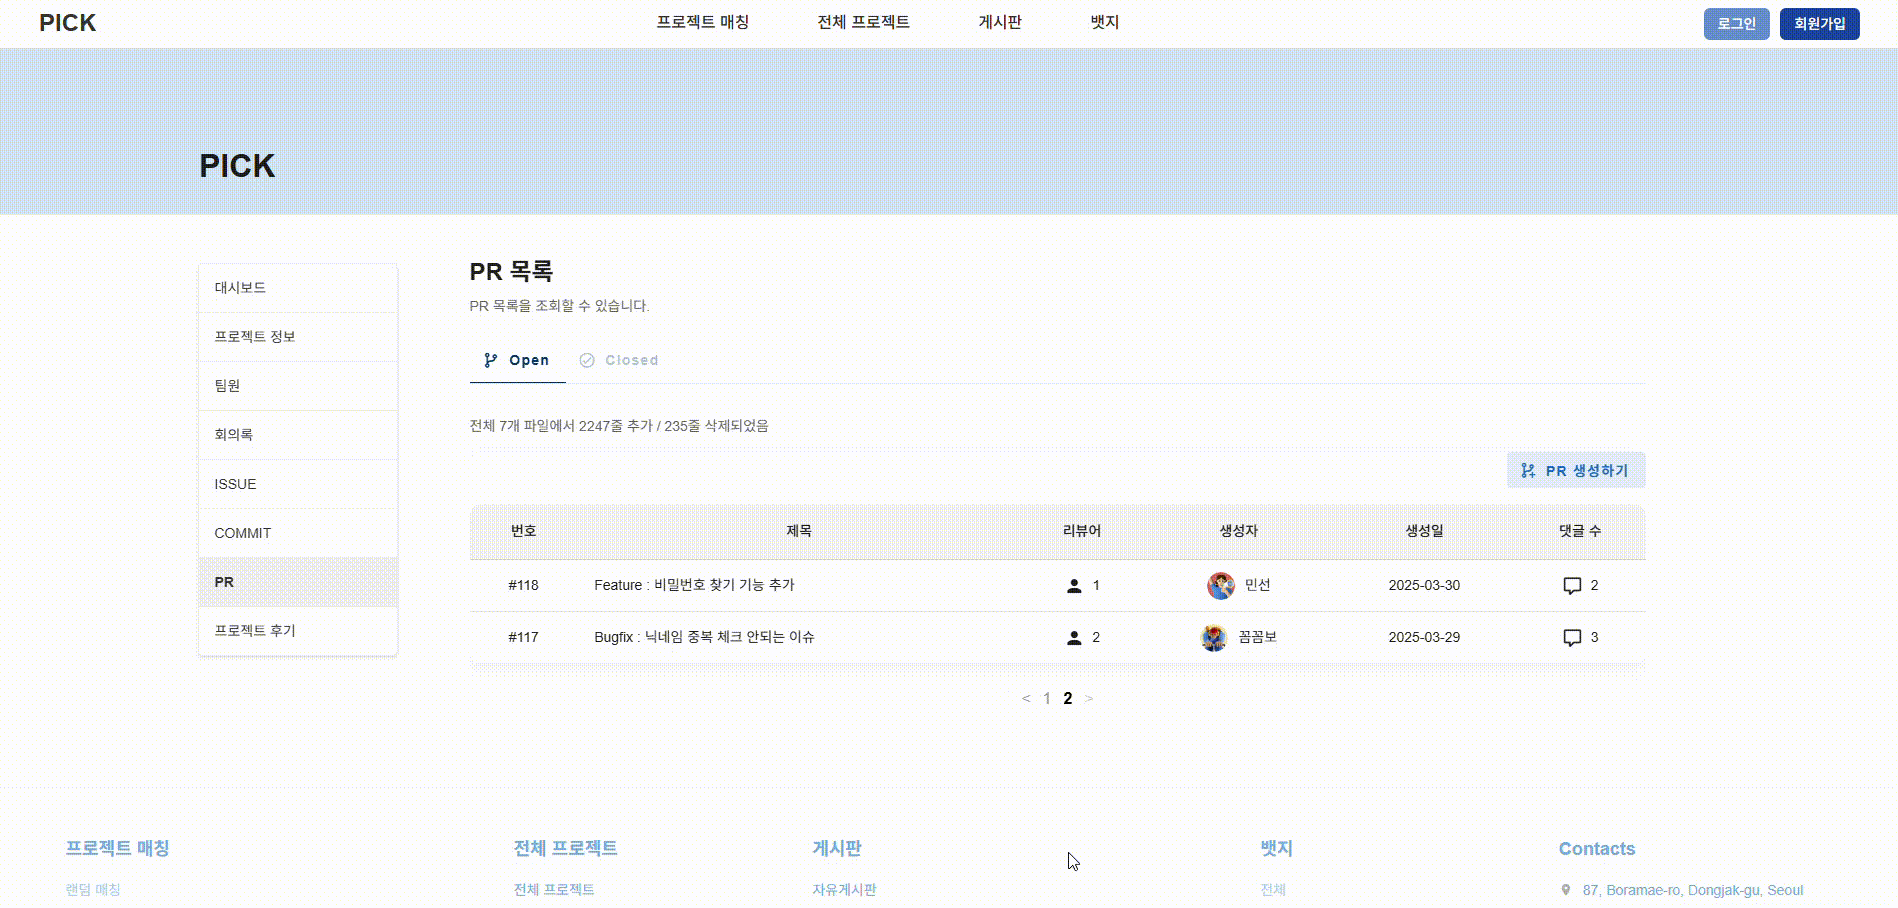 PICK 프로젝트 매칭 전체 프로젝트 게시판 뱃지 로그인 회원가입
PICK
대시보드
프로젝트 정보
팀원
회의록
ISSUE
COMMIT
PR
프로젝트 후기
PR 목록
PR 목록을 조회할 수 있습니다.
Open Closed
전체 7개 파일에서 2247줄 추가 / 235줄 삭제되었음
PR 생성하기
번호 제목 리뷰어 생성자 생성일 댓글 수
#118 Feature : 비밀번호 찾기 기능 추가 1 민선 2025-03-30 2
#117 Bugfix : 닉네임 중복 체크 안되는 이슈 2 꼼꼼보 2025-03-29 3
< 1 2 >
프로젝트 매칭 전체 프로젝트 게시판 뱃지 Contacts
랜덤 매칭 전체 프로젝트 자유게시판 전체 87, Boramae-ro, Dongjak-gu, Seoul